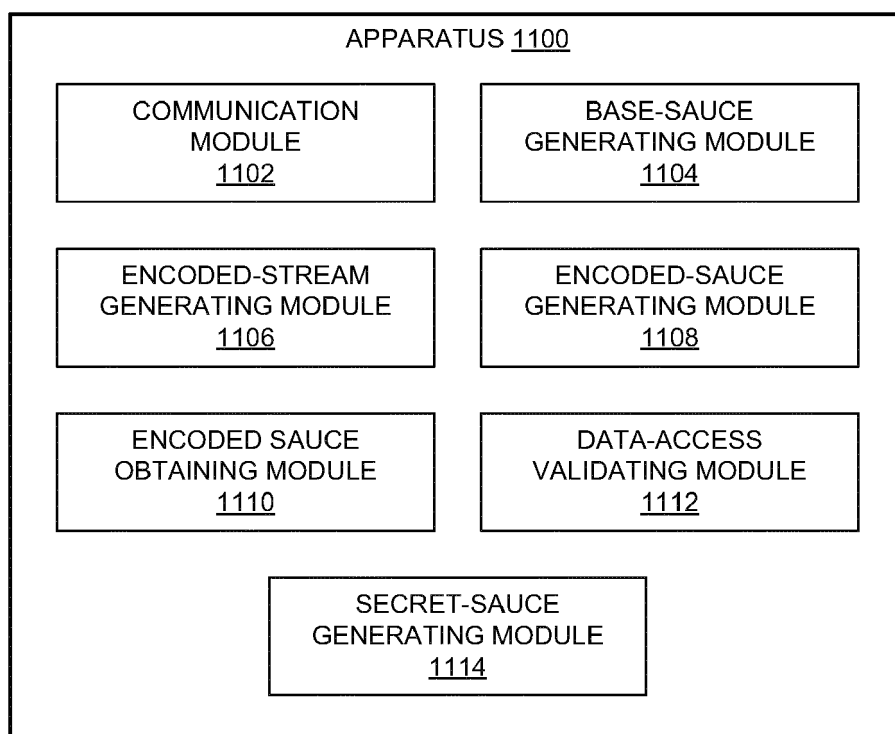 APPARATUS 1100
COMMUNICATION
MODULE
1102
BASE-SAUCE
GENERATING MODULE
1104
ENCODED-STREAM
GENERATING MODULE
1106
ENCODED-SAUCE
GENERATING MODULE
1108
ENCODED SAUCE
OBTAINING MODULE
1110
DATA-ACCESS
VALIDATING MODULE
1112
SECRET-SAUCE
GENERATING MODULE
1114